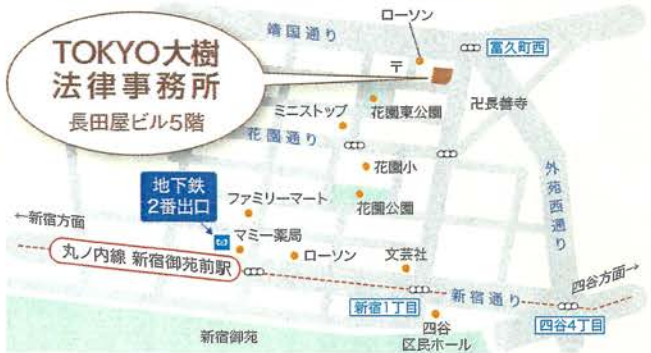 ローソン
靖国通り
富久町西
TOKYO大樹
法律事務所
長田屋ビル5階
〒
卍長善寺
ミニストップ
花園東公園
花園通り
花園小
外苑西通り
地下鉄
2番出口
ファミリーマート
花園公園
←新宿方面
マミー薬局
ローソン
文芸社
丸ノ内線 新宿御苑前駅
四谷方面→
新宿1丁目
新宿通り
四谷4丁目
新宿御苑
四谷
区民ホール